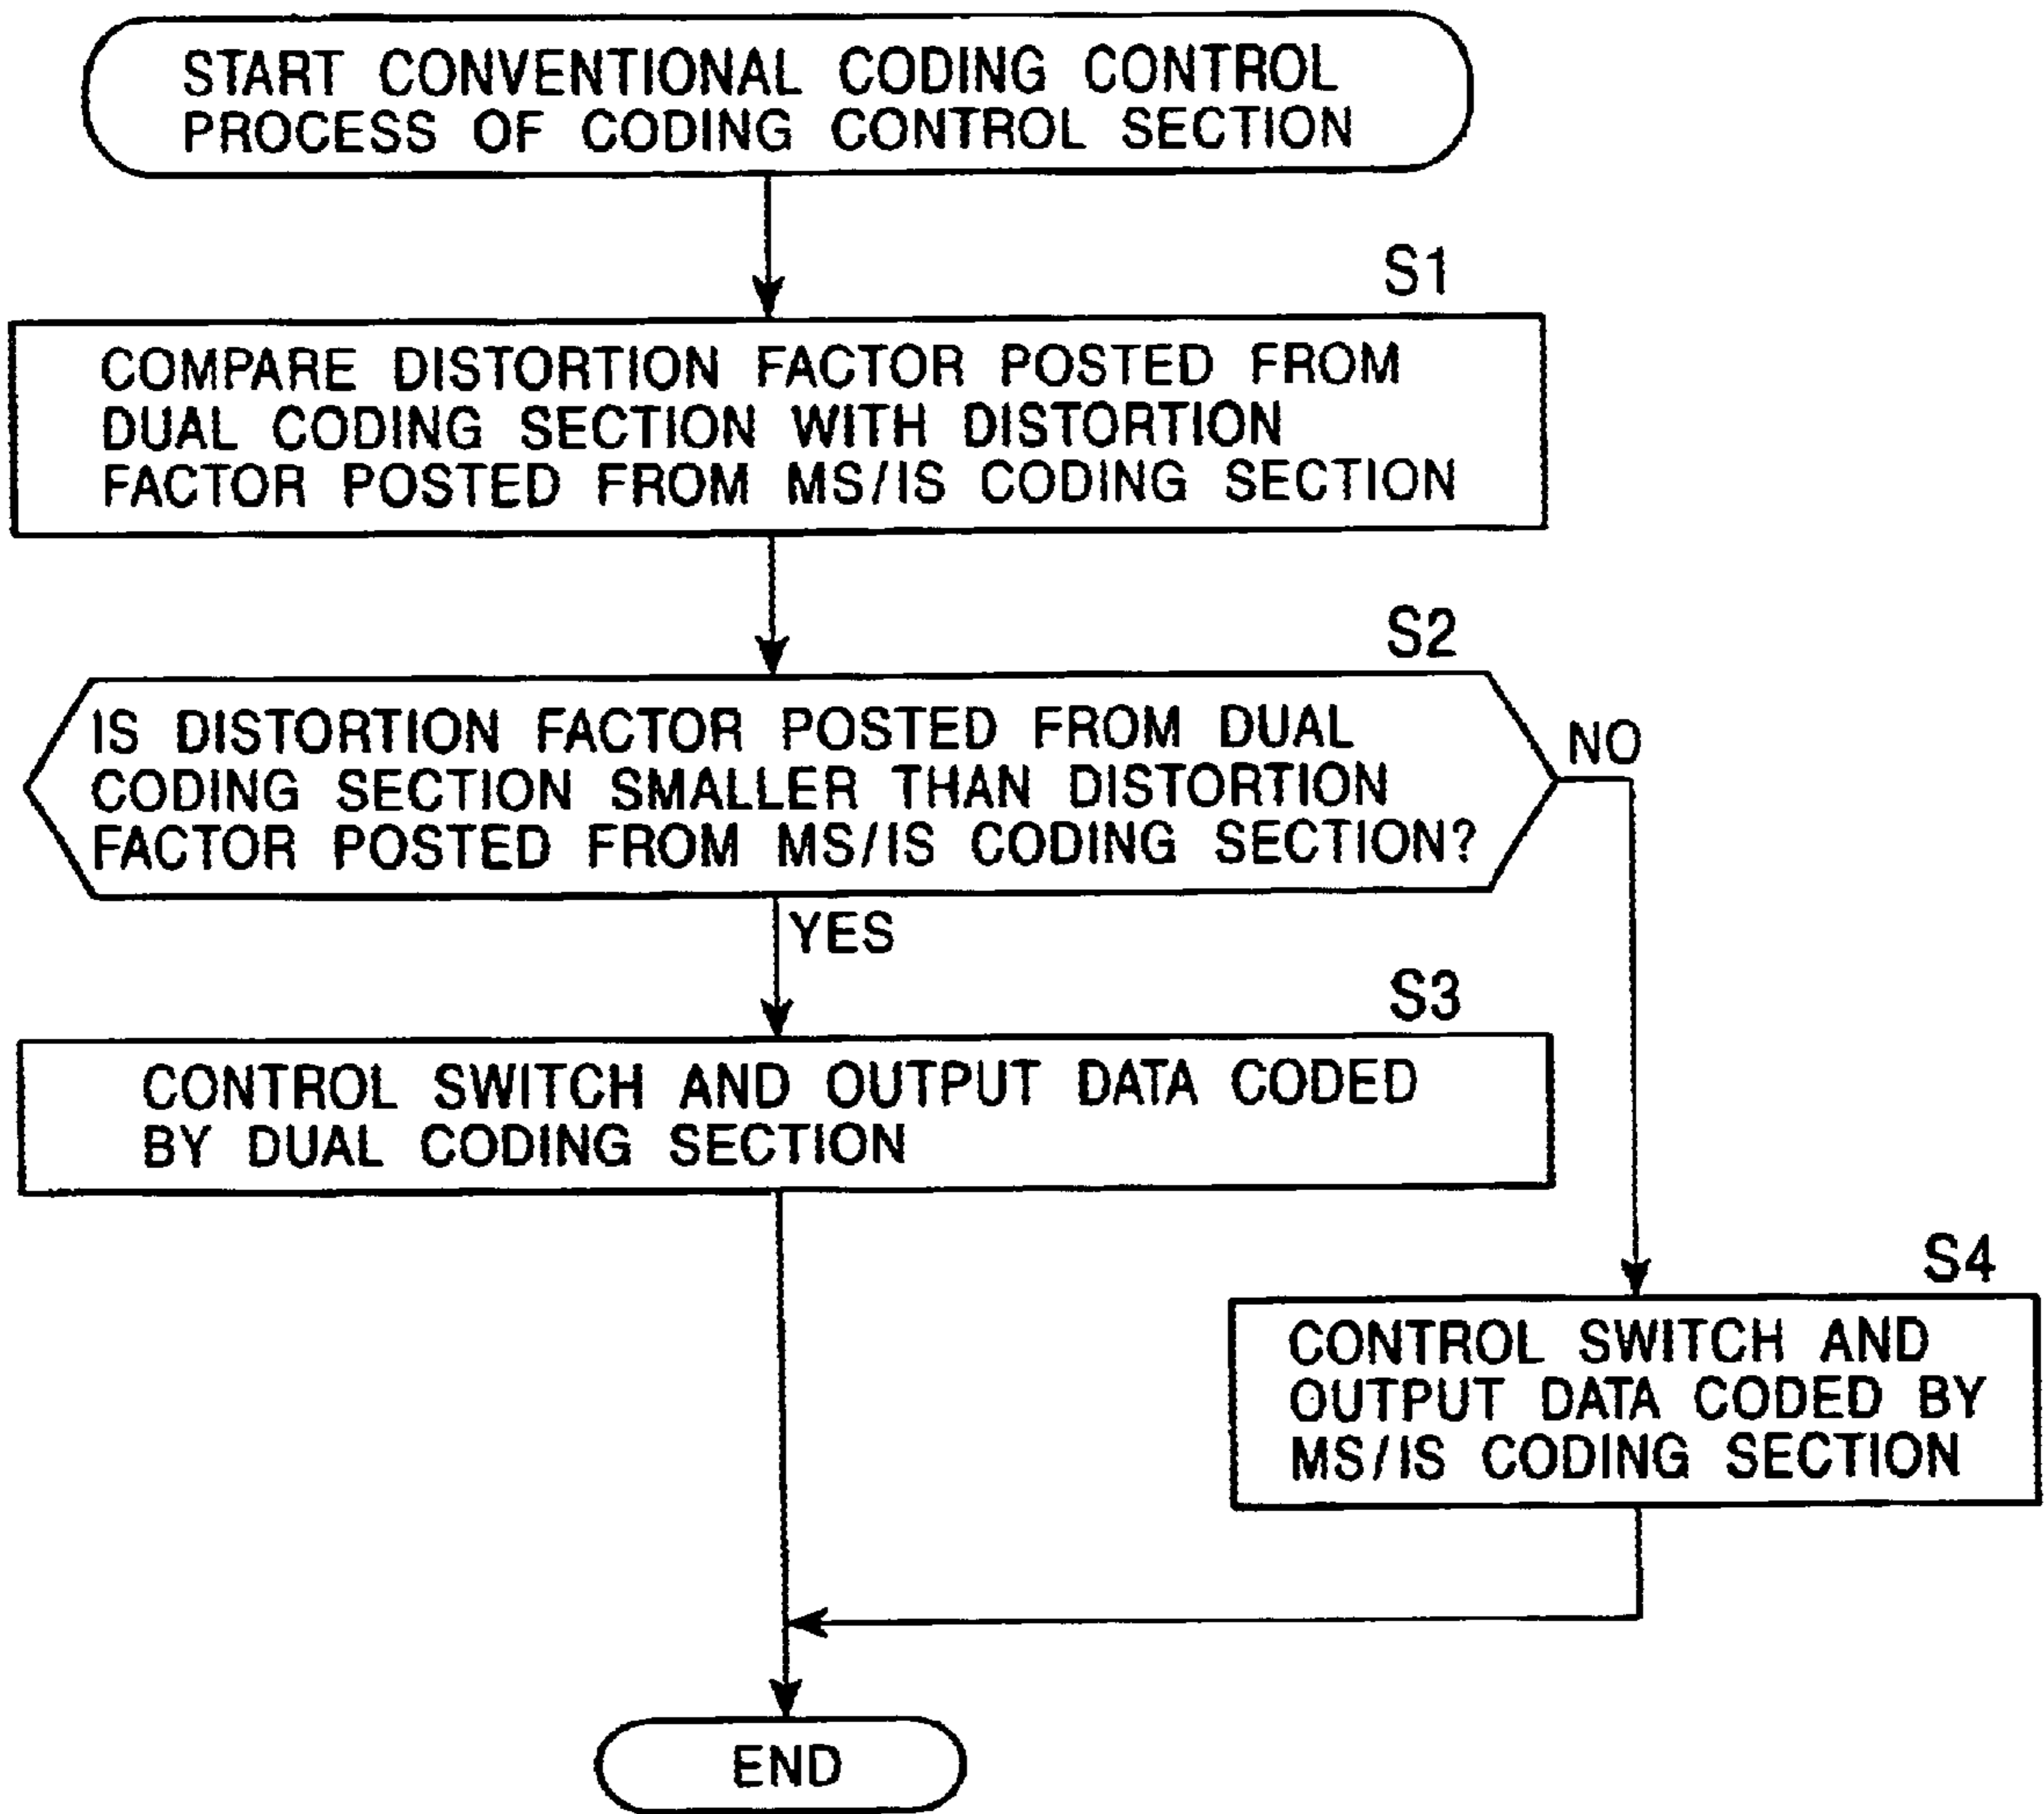 START CONVENTIONAL CODING CONTROL
PROCESS OF CODING CONTROL SECTION
S1
COMPARE DISTORTION FACTOR POSTED FROM
DUAL CODING SECTION WITH DISTORTION
FACTOR POSTED FROM MS/IS CODING SECTION
S2
IS DISTORTION FACTOR POSTED FROM DUAL
CODING SECTION SMALLER THAN DISTORTION
FACTOR POSTED FROM MS/IS CODING SECTION?
NO
YES
S3
CONTROL SWITCH AND OUTPUT DATA CODED
BY DUAL CODING SECTION
S4
CONTROL SWITCH AND
OUTPUT DATA CODED BY
MS/IS CODING SECTION
END